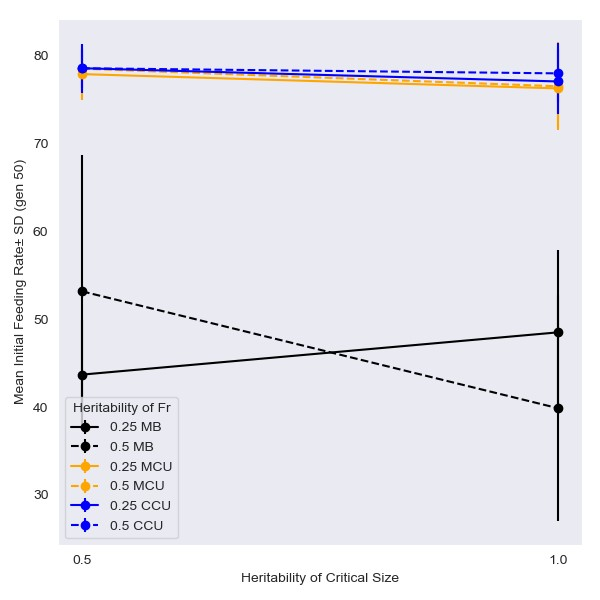 Mean Initial Feeding Rate± SD (gen 50)
80
70
60
50
40
30
Heritability of Fr
0.25 MB
0.5 MB
0.25 MCU
0.5 MCU
0.25 CCU
0.5 CCU
0.5
1.0
Heritability of Critical Size